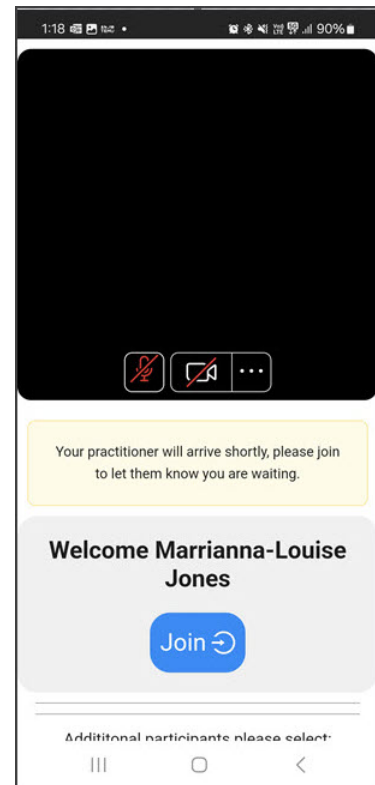 1:18 90%
Your practitioner will arrive shortly, please join
to let them know you are waiting.
Welcome Marrianna-Louise
Jones
Join
Addititonal participants please select: